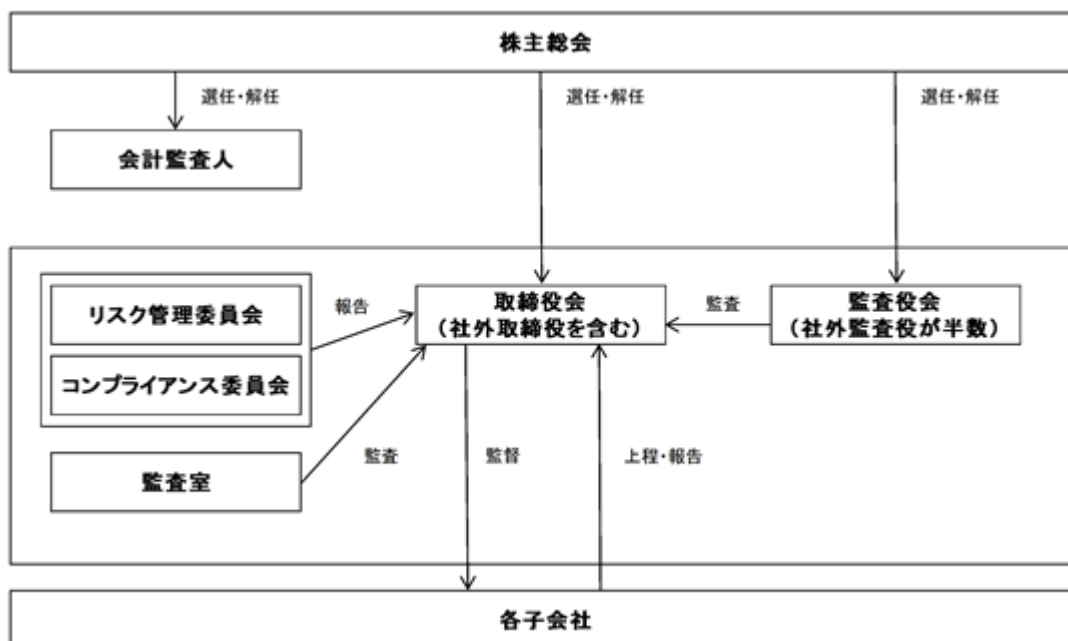 株主総会
選任・解任
選任・解任
選任・解任
会計監査人
リスク管理委員会
コンプライアンス委員会
報告
取締役会
（社外取締役を含む）
監査
監査役会
（社外監査役が半数）
監査室
監査
監督
上程・報告
各子会社